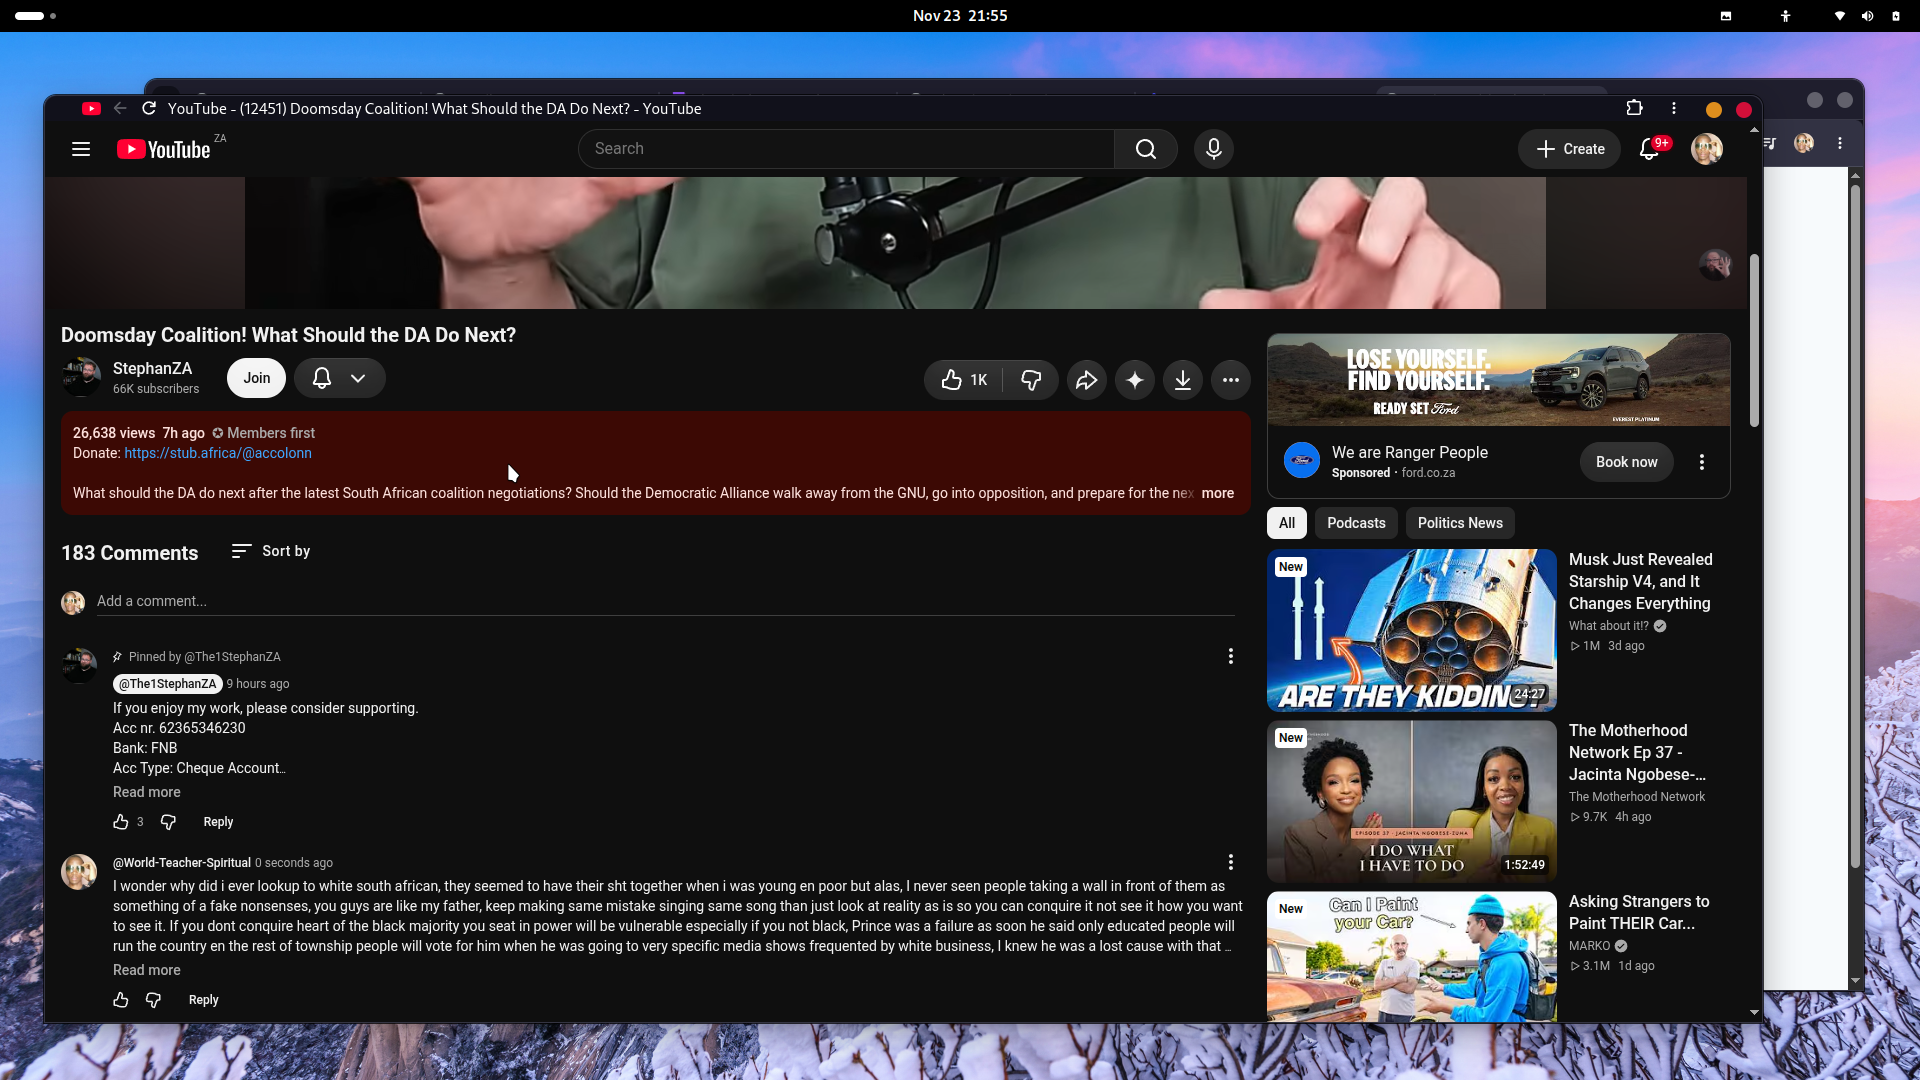 Nov 23 21:55
YouTube - (12451) Doomsday Coalition! What Should the DA Do Next? - YouTube
YouTube ZA
Search
Create
9+
Doomsday Coalition! What Should the DA Do Next?
StephanZA
66K subscribers
Join
1K
26,638 views 7h ago Members first
Donate: https://stub.africa/@accolonn
What should the DA do next after the latest South African coalition negotiations? Should the Democratic Alliance walk away from the GNU, go into opposition, and prepare for the nex more
183 Comments
Sort by
Add a comment...
Pinned by @The1StephanZA
@The1StephanZA 9 hours ago
If you enjoy my work, please consider supporting.
Acc nr. 62365346230
Bank: FNB
Acc Type: Cheque Account...
Read more
3
Reply
@World-Teacher-Spiritual 0 seconds ago
I wonder why did i ever lookup to white south african, they seemed to have their sht together when i was young en poor but alas, I never seen people taking a wall in front of them as
something of a fake nonsenses, you guys are like my father, keep making same mistake singing same song than just look at reality as is so you can conquire it not see it how you want
to see it. If you dont conquire heart of the black majority you seat in power will be vulnerable especially if you not black, Prince was a failure as soon he said only educated people will
run the country en the rest of township people will vote for him when he was going to very specific media shows frequented by white business, I knew he was a lost cause with that ...
Read more
Reply
LOSE YOURSELF.
FIND YOURSELF.
READY SET Ford
EVEREST PLATINUM
Ford
We are Ranger People
Sponsored · ford.co.za
Book now
All
Podcasts
Politics News
New
ARE THEY KIDDING?
24:27
Musk Just Revealed
Starship V4, and It
Changes Everything
What about it!?
1M 3d ago
New
EPISODE 37 - JACINTA NGOBESE-ZUMA
I DO WHAT
I HAVE TO DO
1:52:49
The Motherhood
Network Ep 37 -
Jacinta Ngobese-...
The Motherhood Network
9.7K 4h ago
New
Can I Paint
your Car?
Asking Strangers to
Paint THEIR Car...
MARKO
3.1M 1d ago